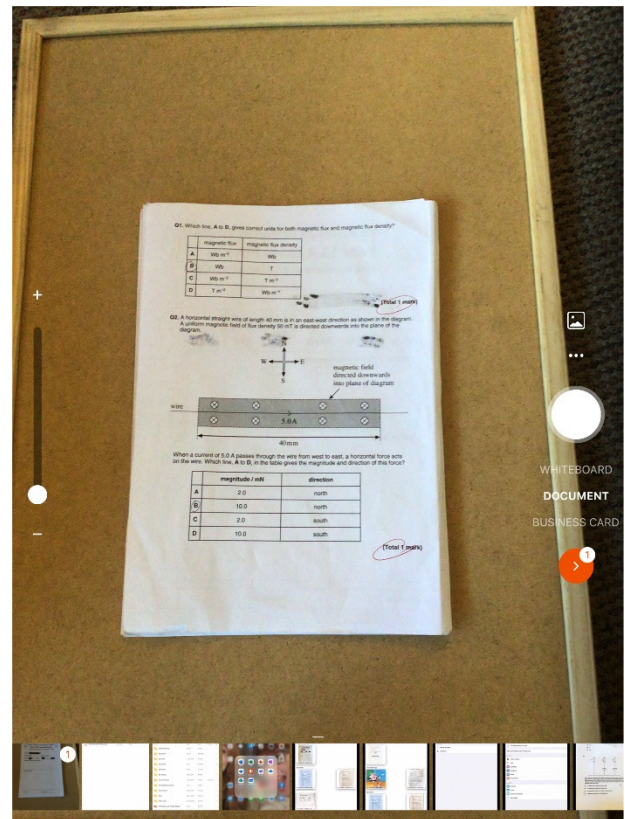 Q1. Which line, A to D, gives correct units for both magnetic flux and magnetic flux density?
magnetic flux magnetic flux density
A Wb m⁻² Wb
B Wb T
C Wb m⁻² T m⁻²
D T m⁻² Wb m⁻²
(Total 1 mark)
Q2. A horizontal straight wire of length 40 mm is in an east-west direction as shown in the diagram.
A uniform magnetic field of flux density 50 mT is directed downwards into the plane of the
diagram.
N
W E
S
magnetic field
directed downwards
into plane of diagram
wire
5.0A
40mm
When a current of 5.0 A passes through the wire from west to east, a horizontal force acts
on the wire. Which line, A to D, in the table gives the magnitude and direction of this force?
magnitude / mN direction
A 2.0 north
B 10.0 north
C 2.0 south
D 10.0 south
(Total 1 mark)
+
−
•••
WHITEBOARD
DOCUMENT
BUSINESS CARD
1
1